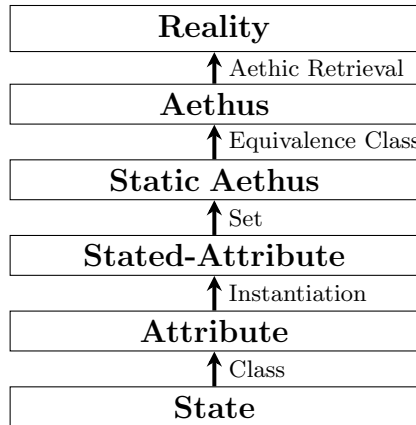 Reality
Aethic Retrieval
Aethus
Equivalence Class
Static Aethus
Set
Stated-Attribute
Instantiation
Attribute
Class
State